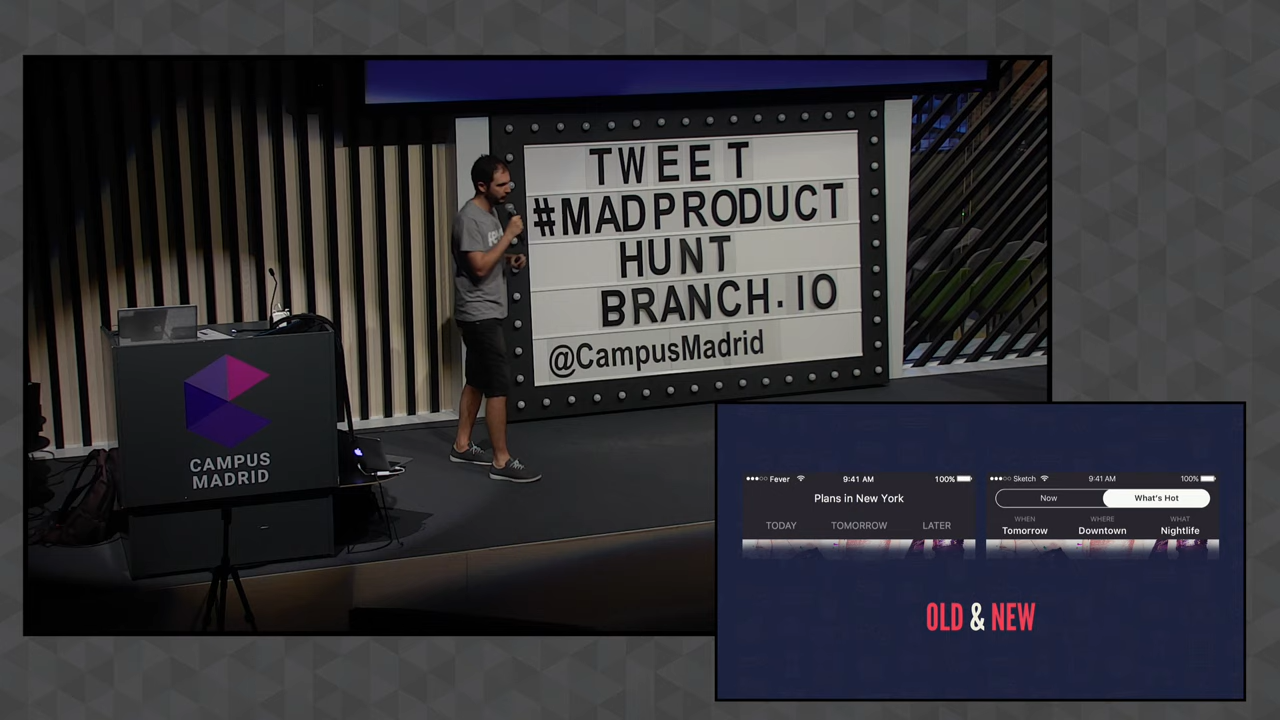 TWEET
#MADPRODUCT
HUNT
BRANCH.IO
@CampusMadrid
CAMPUS
MADRID
Fever 9:41 AM 100%
Plans in New York
TODAY TOMORROW LATER
Sketch 9:41 AM 100%
Now What's Hot
WHEN WHERE WHAT
Tomorrow Downtown Nightlife
OLD & NEW